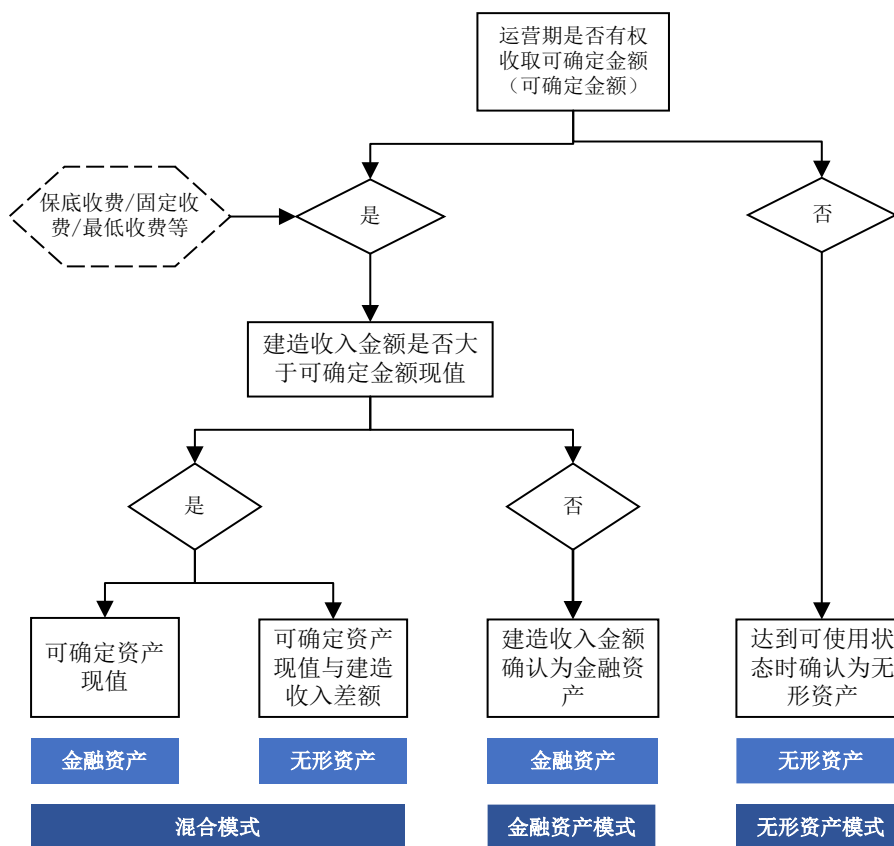 运营期是否有权
收取可确定金额
（可确定金额）
保底收费/固定收
费/最低收费等
是
否
建造收入金额是否大
于可确定金额现值
是
否
可确定资产
现值
可确定资产
现值与建造
收入差额
建造收入金额
确认为金融资
产
达到可使用状
态时确认为无
形资产
金融资产
无形资产
金融资产
无形资产
混合模式
金融资产模式
无形资产模式